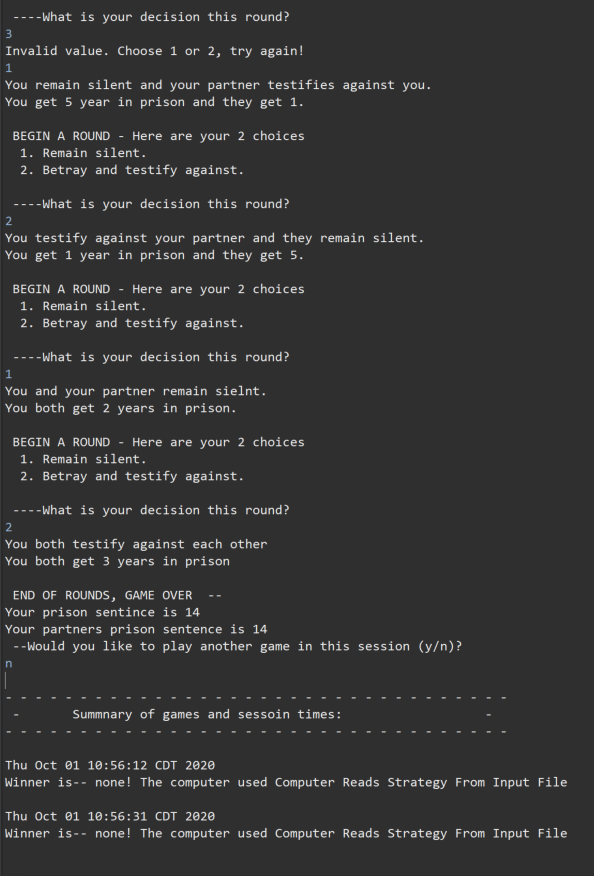 ----What is your decision this round?
3
Invalid value. Choose 1 or 2, try again!
1
You remain silent and your partner testifies against you.
You get 5 year in prison and they get 1.
BEGIN A ROUND - Here are your 2 choices
1. Remain silent.
2. Betray and testify against.
----What is your decision this round?
2
You testify against your partner and they remain silent.
You get 1 year in prison and they get 5.
BEGIN A ROUND - Here are your 2 choices
1. Remain silent.
2. Betray and testify against.
----What is your decision this round?
1
You and your partner remain sielnt.
You both get 2 years in prison.
BEGIN A ROUND - Here are your 2 choices
1. Remain silent.
2. Betray and testify against.
----What is your decision this round?
2
You both testify against each other
You both get 3 years in prison
END OF ROUNDS, GAME OVER  --
Your prison sentince is 14
Your partners prison sentence is 14
--Would you like to play another game in this session (y/n)?
n
- - - - - - - - - - - - - - - - - - - - - - - - - - - - - - - - - -
-       Summnary of games and sessoin times:                   -
- - - - - - - - - - - - - - - - - - - - - - - - - - - - - - - - - -
Thu Oct 01 10:56:12 CDT 2020
Winner is-- none! The computer used Computer Reads Strategy From Input File
Thu Oct 01 10:56:31 CDT 2020
Winner is-- none! The computer used Computer Reads Strategy From Input File